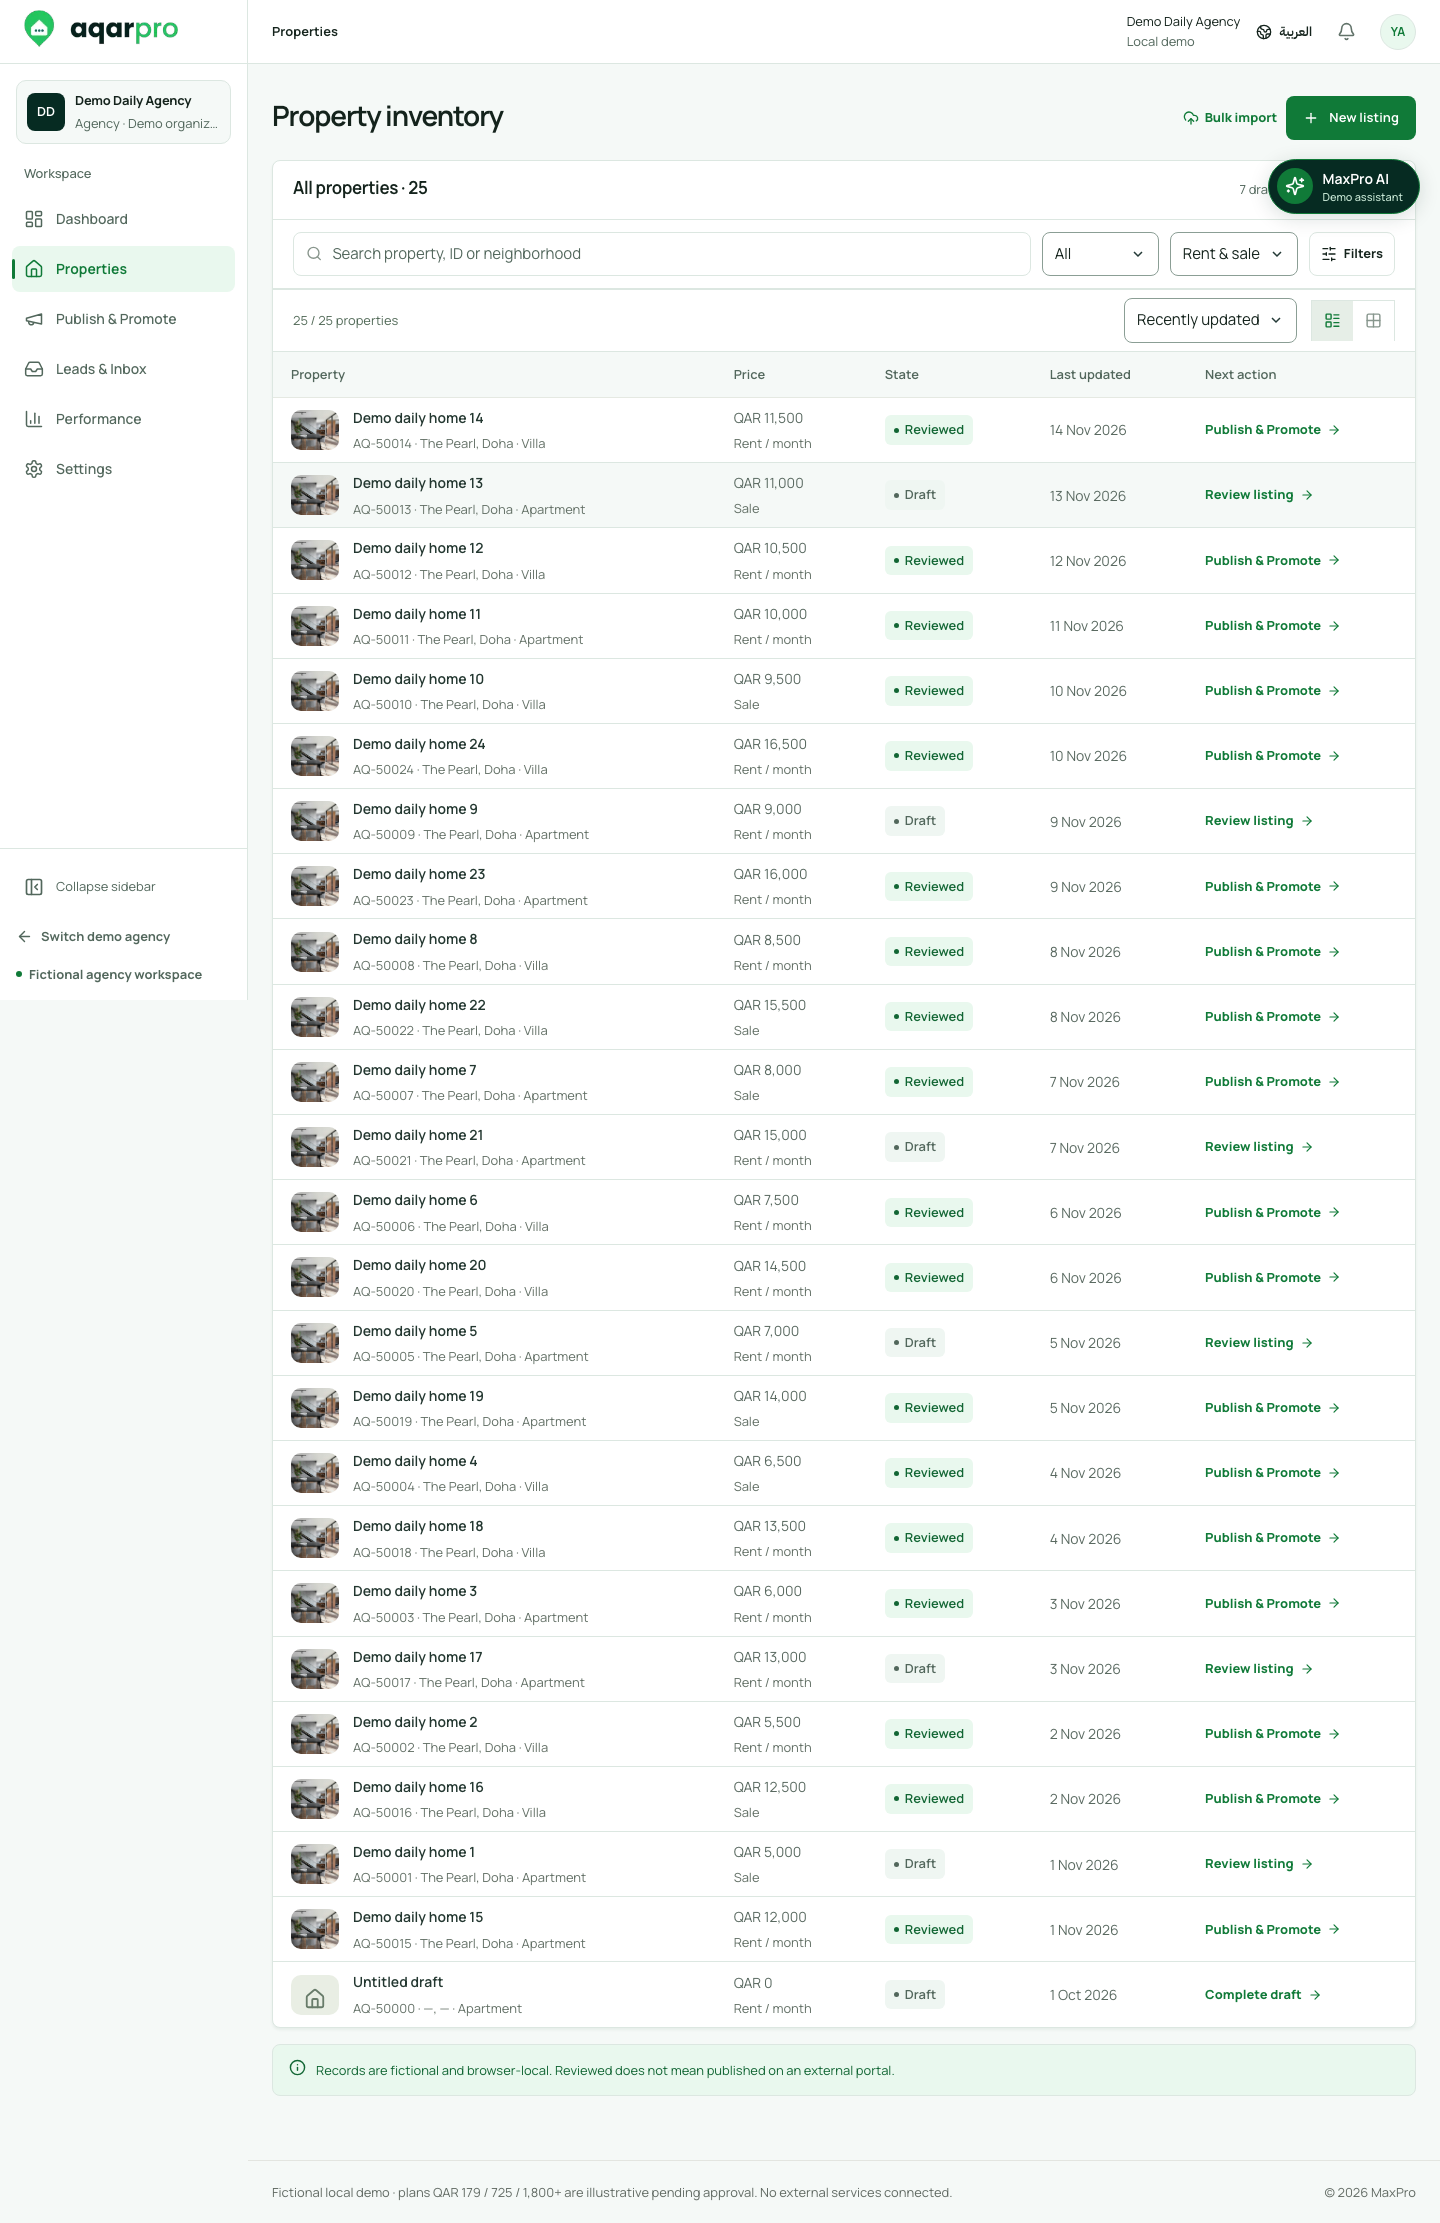 aqarpro
Properties
Demo Daily Agency
Local demo
العربية
YA
DD
Demo Daily Agency
Agency · Demo organiz...
Workspace
Dashboard
Properties
Publish & Promote
Leads & Inbox
Performance
Settings
Collapse sidebar
Switch demo agency
Fictional agency workspace
Property inventory
Bulk import
New listing
All properties · 25
7 dra
MaxPro AI
Demo assistant
Search property, ID or neighborhood
All
Rent & sale
Filters
25 / 25 properties
Recently updated
Property Price State Last updated Next action
Demo daily home 14 QAR 11,500
AQ-50014 · The Pearl, Doha · Villa Rent / month Reviewed 14 Nov 2026 Publish & Promote
Demo daily home 13 QAR 11,000
AQ-50013 · The Pearl, Doha · Apartment Sale Draft 13 Nov 2026 Review listing
Demo daily home 12 QAR 10,500
AQ-50012 · The Pearl, Doha · Villa Rent / month Reviewed 12 Nov 2026 Publish & Promote
Demo daily home 11 QAR 10,000
AQ-50011 · The Pearl, Doha · Apartment Rent / month Reviewed 11 Nov 2026 Publish & Promote
Demo daily home 10 QAR 9,500
AQ-50010 · The Pearl, Doha · Villa Sale Reviewed 10 Nov 2026 Publish & Promote
Demo daily home 24 QAR 16,500
AQ-50024 · The Pearl, Doha · Villa Rent / month Reviewed 10 Nov 2026 Publish & Promote
Demo daily home 9 QAR 9,000
AQ-50009 · The Pearl, Doha · Apartment Rent / month Draft 9 Nov 2026 Review listing
Demo daily home 23 QAR 16,000
AQ-50023 · The Pearl, Doha · Apartment Rent / month Reviewed 9 Nov 2026 Publish & Promote
Demo daily home 8 QAR 8,500
AQ-50008 · The Pearl, Doha · Villa Rent / month Reviewed 8 Nov 2026 Publish & Promote
Demo daily home 22 QAR 15,500
AQ-50022 · The Pearl, Doha · Villa Sale Reviewed 8 Nov 2026 Publish & Promote
Demo daily home 7 QAR 8,000
AQ-50007 · The Pearl, Doha · Apartment Sale Reviewed 7 Nov 2026 Publish & Promote
Demo daily home 21 QAR 15,000
AQ-50021 · The Pearl, Doha · Apartment Rent / month Draft 7 Nov 2026 Review listing
Demo daily home 6 QAR 7,500
AQ-50006 · The Pearl, Doha · Villa Rent / month Reviewed 6 Nov 2026 Publish & Promote
Demo daily home 20 QAR 14,500
AQ-50020 · The Pearl, Doha · Villa Rent / month Reviewed 6 Nov 2026 Publish & Promote
Demo daily home 5 QAR 7,000
AQ-50005 · The Pearl, Doha · Apartment Rent / month Draft 5 Nov 2026 Review listing
Demo daily home 19 QAR 14,000
AQ-50019 · The Pearl, Doha · Apartment Sale Reviewed 5 Nov 2026 Publish & Promote
Demo daily home 4 QAR 6,500
AQ-50004 · The Pearl, Doha · Villa Sale Reviewed 4 Nov 2026 Publish & Promote
Demo daily home 18 QAR 13,500
AQ-50018 · The Pearl, Doha · Villa Rent / month Reviewed 4 Nov 2026 Publish & Promote
Demo daily home 3 QAR 6,000
AQ-50003 · The Pearl, Doha · Apartment Rent / month Reviewed 3 Nov 2026 Publish & Promote
Demo daily home 17 QAR 13,000
AQ-50017 · The Pearl, Doha · Apartment Rent / month Draft 3 Nov 2026 Review listing
Demo daily home 2 QAR 5,500
AQ-50002 · The Pearl, Doha · Villa Rent / month Reviewed 2 Nov 2026 Publish & Promote
Demo daily home 16 QAR 12,500
AQ-50016 · The Pearl, Doha · Villa Sale Reviewed 2 Nov 2026 Publish & Promote
Demo daily home 1 QAR 5,000
AQ-50001 · The Pearl, Doha · Apartment Sale Draft 1 Nov 2026 Review listing
Demo daily home 15 QAR 12,000
AQ-50015 · The Pearl, Doha · Apartment Rent / month Reviewed 1 Nov 2026 Publish & Promote
Untitled draft QAR 0
AQ-50000 · —, — · Apartment Rent / month Draft 1 Oct 2026 Complete draft
Records are fictional and browser-local. Reviewed does not mean published on an external portal.
Fictional local demo · plans QAR 179 / 725 / 1,800+ are illustrative pending approval. No external services connected.
© 2026 MaxPro